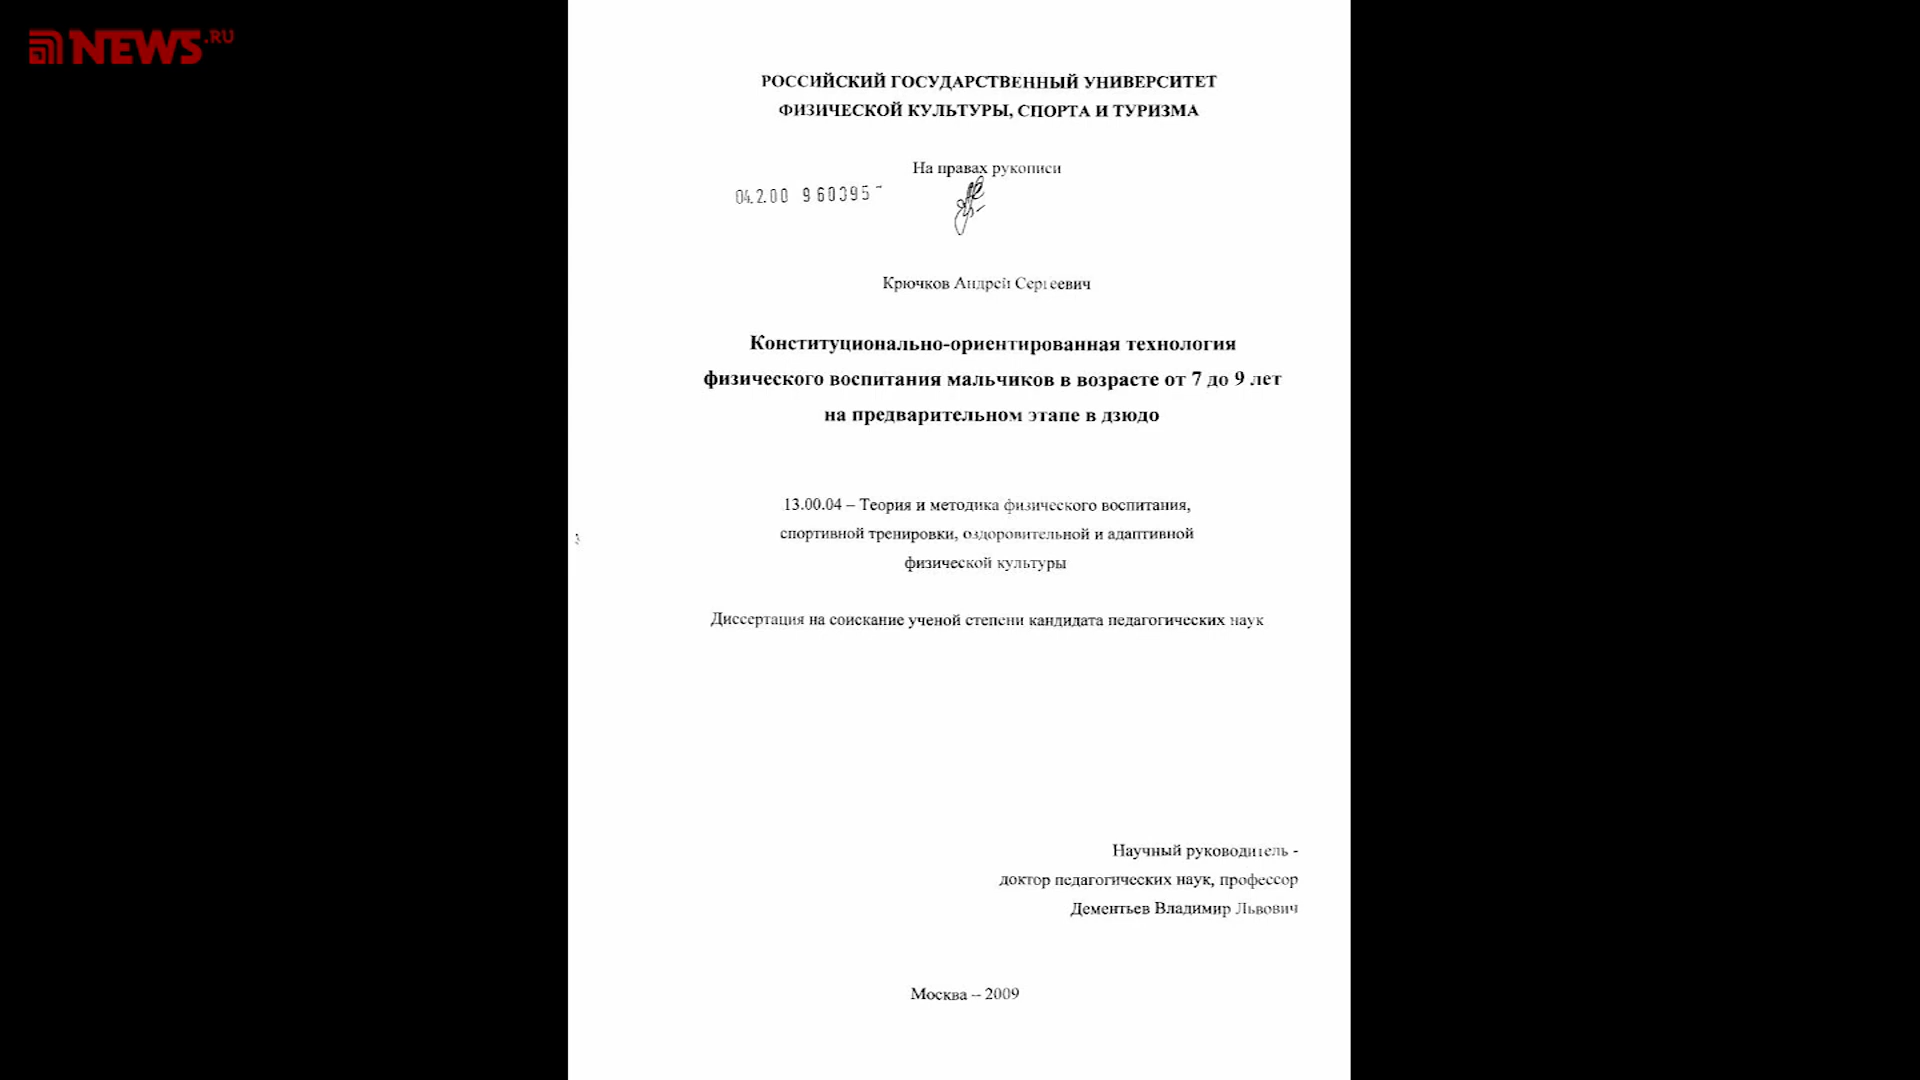 NEWS.RU
РОССИЙСКИЙ ГОСУДАРСТВЕННЫЙ УНИВЕРСИТЕТ
ФИЗИЧЕСКОЙ КУЛЬТУРЫ, СПОРТА И ТУРИЗМА
На правах рукописи
04.2.00 960395
Крючков Андрей Сергеевич
Конституционально-ориентированная технология
физического воспитания мальчиков в возрасте от 7 до 9 лет
на предварительном этапе в дзюдо
13.00.04 – Теория и методика физического воспитания,
спортивной тренировки, оздоровительной и адаптивной
физической культуры
Диссертация на соискание ученой степени кандидата педагогических наук
Научный руководитель -
доктор педагогических наук, профессор
Дементьев Владимир Львович
Москва – 2009